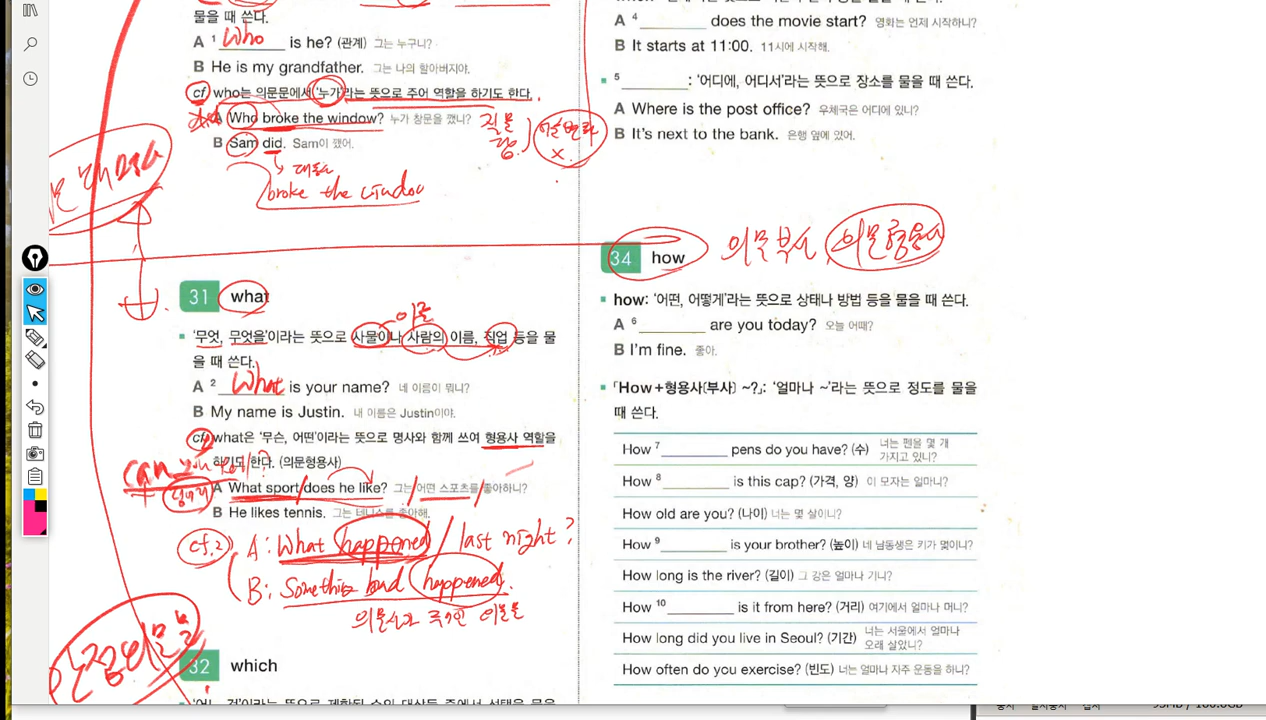 물을 때 쓴다.
A 1 Who is he? (관계) 그는 누구니?
B He is my grandfather. 그는 나의 할아버지야.
cf who는 의문문에서 '누가'라는 뜻으로 주어 역할을 하기도 한다.
A Who broke the window? 누가 창문을 깼니?
B Sam did. Sam이 깼어.
대동사
broke the window
31 what
이름
'무엇, 무엇을'이라는 뜻으로 사물이나 사람의 이름, 직업 등을 물
을 때 쓴다.
A 2 What is your name? 네 이름이 뭐니?
B My name is Justin. 내 이름은 Justin이야.
cf what은 '무슨, 어떤'이라는 뜻으로 명사와 함께 쓰여 형용사 역할을
하기도 한다. (의문형용사)
can you
A What sport/does he like? 그는 어떤 스포츠를 좋아하니?
B He likes tennis. 그는 테니스를 좋아해.
cf.2 A: What happened / last night?
B: Something bad happened.
의문사가 주어인 의문문
32 which
A 4 ________ does the movie start? 영화는 언제 시작하니?
B It starts at 11:00. 11시에 시작해.
5 ________: '어디에, 어디서'라는 뜻으로 장소를 물을 때 쓴다.
A Where is the post office? 우체국은 어디에 있니?
B It's next to the bank. 은행 옆에 있어.
34 how 의문부사, 의문형용사
how: '어떤, 어떻게'라는 뜻으로 상태나 방법 등을 물을 때 쓴다.
A 6 ________ are you today? 오늘 어때?
B I'm fine. 좋아.
「How+형용사(부사) ~?」: '얼마나 ~'라는 뜻으로 정도를 물을
때 쓴다.
How 7 ________ pens do you have? (수) 너는 펜을 몇 개
가지고 있니?
How 8 ________ is this cap? (가격, 양) 이 모자는 얼마니?
How old are you? (나이) 너는 몇 살이니?
How 9 ________ is your brother? (높이) 네 남동생은 키가 몇이니?
How long is the river? (길이) 그 강은 얼마나 기니?
How 10 ________ is it from here? (거리) 여기에서 얼마나 머니?
How long did you live in Seoul? (기간) 너는 서울에서 얼마나
오래 살았니?
How often do you exercise? (빈도) 너는 얼마나 자주 운동을 하니?